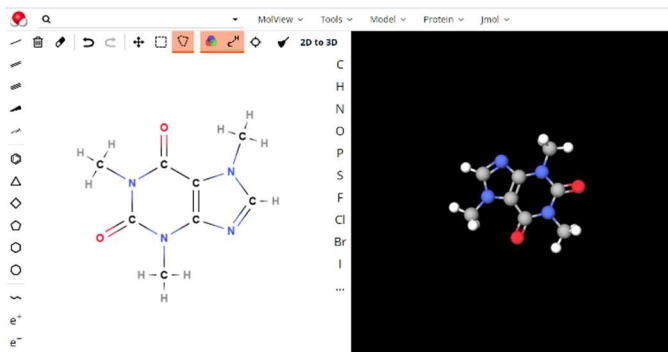 MolView Tools Model Protein Jmol
2D to 3D
C
H
N
O
P
S
F
Cl
Br
I
...
e+
e−
c H
H
H C H
H
O
H
H C
H
C C N
N C
C H
C C
O N N
H C H
H